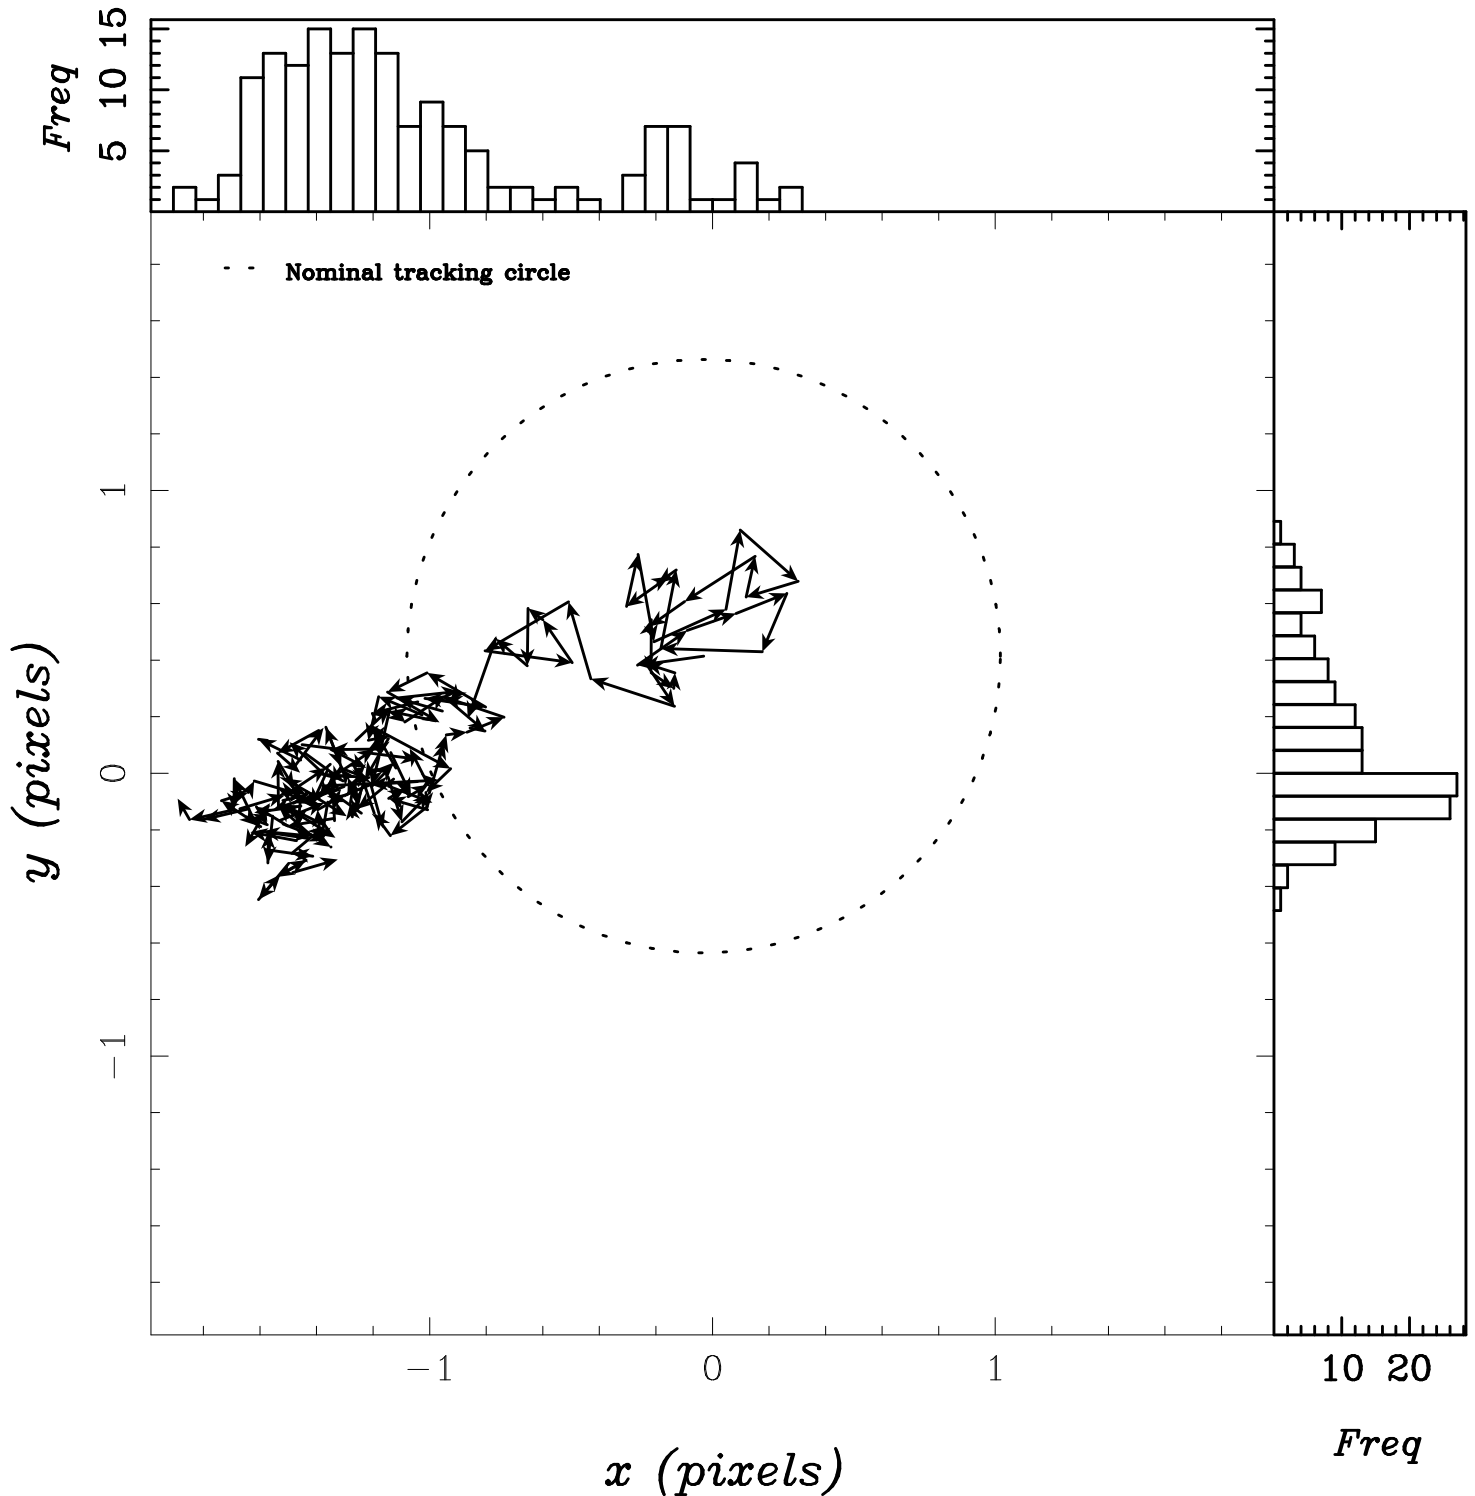 Freq
5 10 15
Nominal tracking circle
y (pixels)
1
0
−1
−1 0 1
10 20
x (pixels)
Freq